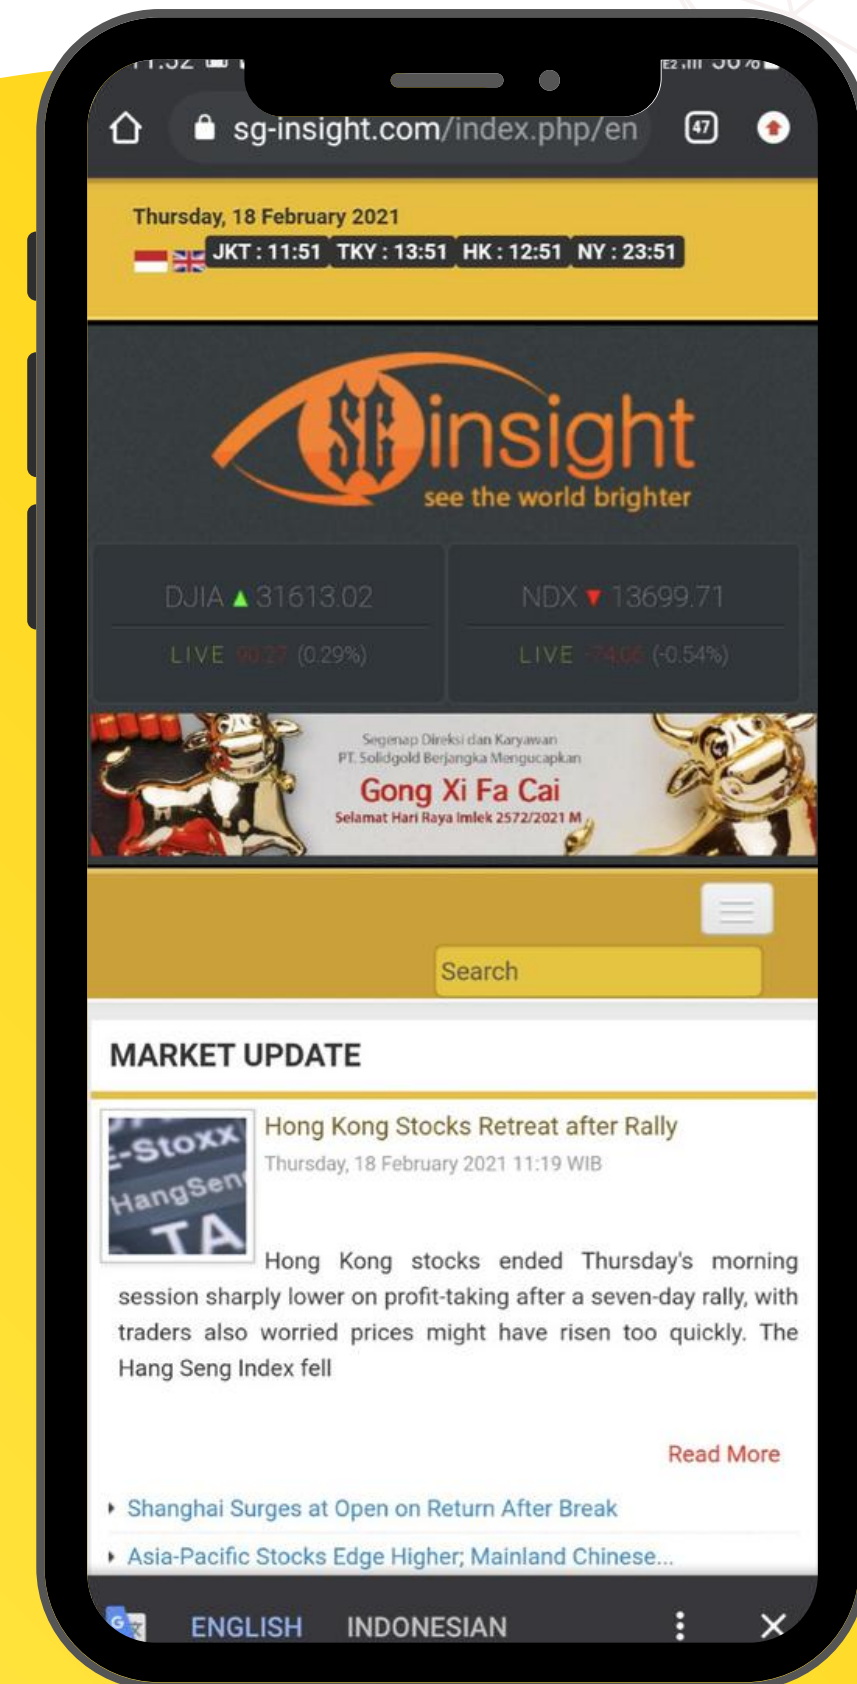 sg-insight.com/index.php/en
47
Thursday, 18 February 2021
JKT : 11:51 TKY : 13:51 HK : 12:51 NY : 23:51
SG insight
see the world brighter
DJIA ▲ 31613.02
NDX ▼ 13699.71
LIVE 90.27 (0.29%)
LIVE -74.06 (-0.54%)
Segenap Direksi dan Karyawan
PT. Solidgold Berjangka Mengucapkan
Gong Xi Fa Cai
Selamat Hari Raya Imlek 2572/2021 M
Search
MARKET UPDATE
E-Stoxx
HangSen
TA
Hong Kong Stocks Retreat after Rally
Thursday, 18 February 2021 11:19 WIB
Hong Kong stocks ended Thursday's morning
session sharply lower on profit-taking after a seven-day rally, with
traders also worried prices might have risen too quickly. The
Hang Seng Index fell
Read More
Shanghai Surges at Open on Return After Break
Asia-Pacific Stocks Edge Higher; Mainland Chinese...
ENGLISH INDONESIAN